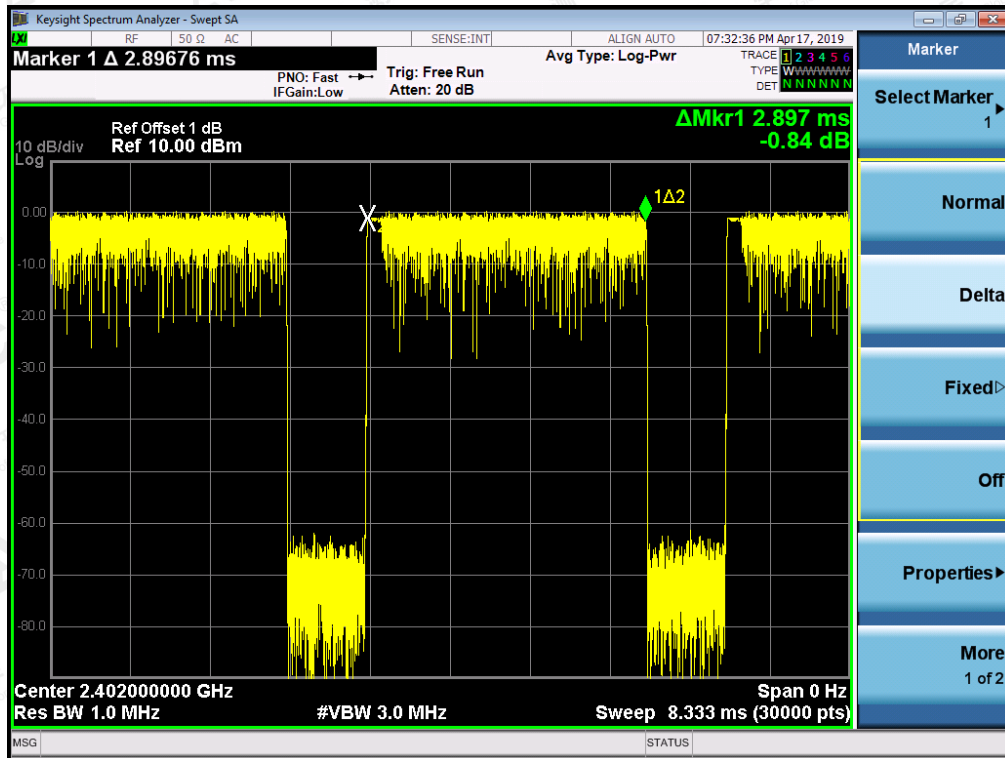 Keysight Spectrum Analyzer - Swept SA
LXI RF 50 Ω AC SENSE:INT ALIGN AUTO 07:32:36 PM Apr 17, 2019
Marker 1 Δ 2.89676 ms
PNO: Fast
IFGain:Low
Trig: Free Run
Atten: 20 dB
Avg Type: Log-Pwr
TRACE 1 2 3 4 5 6
TYPE WWWWWW
DET N N N N N N
ΔMkr1 2.897 ms
-0.84 dB
Ref Offset 1 dB
10 dB/div Ref 10.00 dBm
Log
1Δ2
0.00
2
-10.0
-20.0
-30.0
-40.0
-50.0
-60.0
-70.0
-80.0
Center 2.402000000 GHz Span 0 Hz
Res BW 1.0 MHz #VBW 3.0 MHz Sweep 8.333 ms (30000 pts)
MSG STATUS
Marker
Select Marker
1
Normal
Delta
Fixed
Off
Properties
More
1 of 2